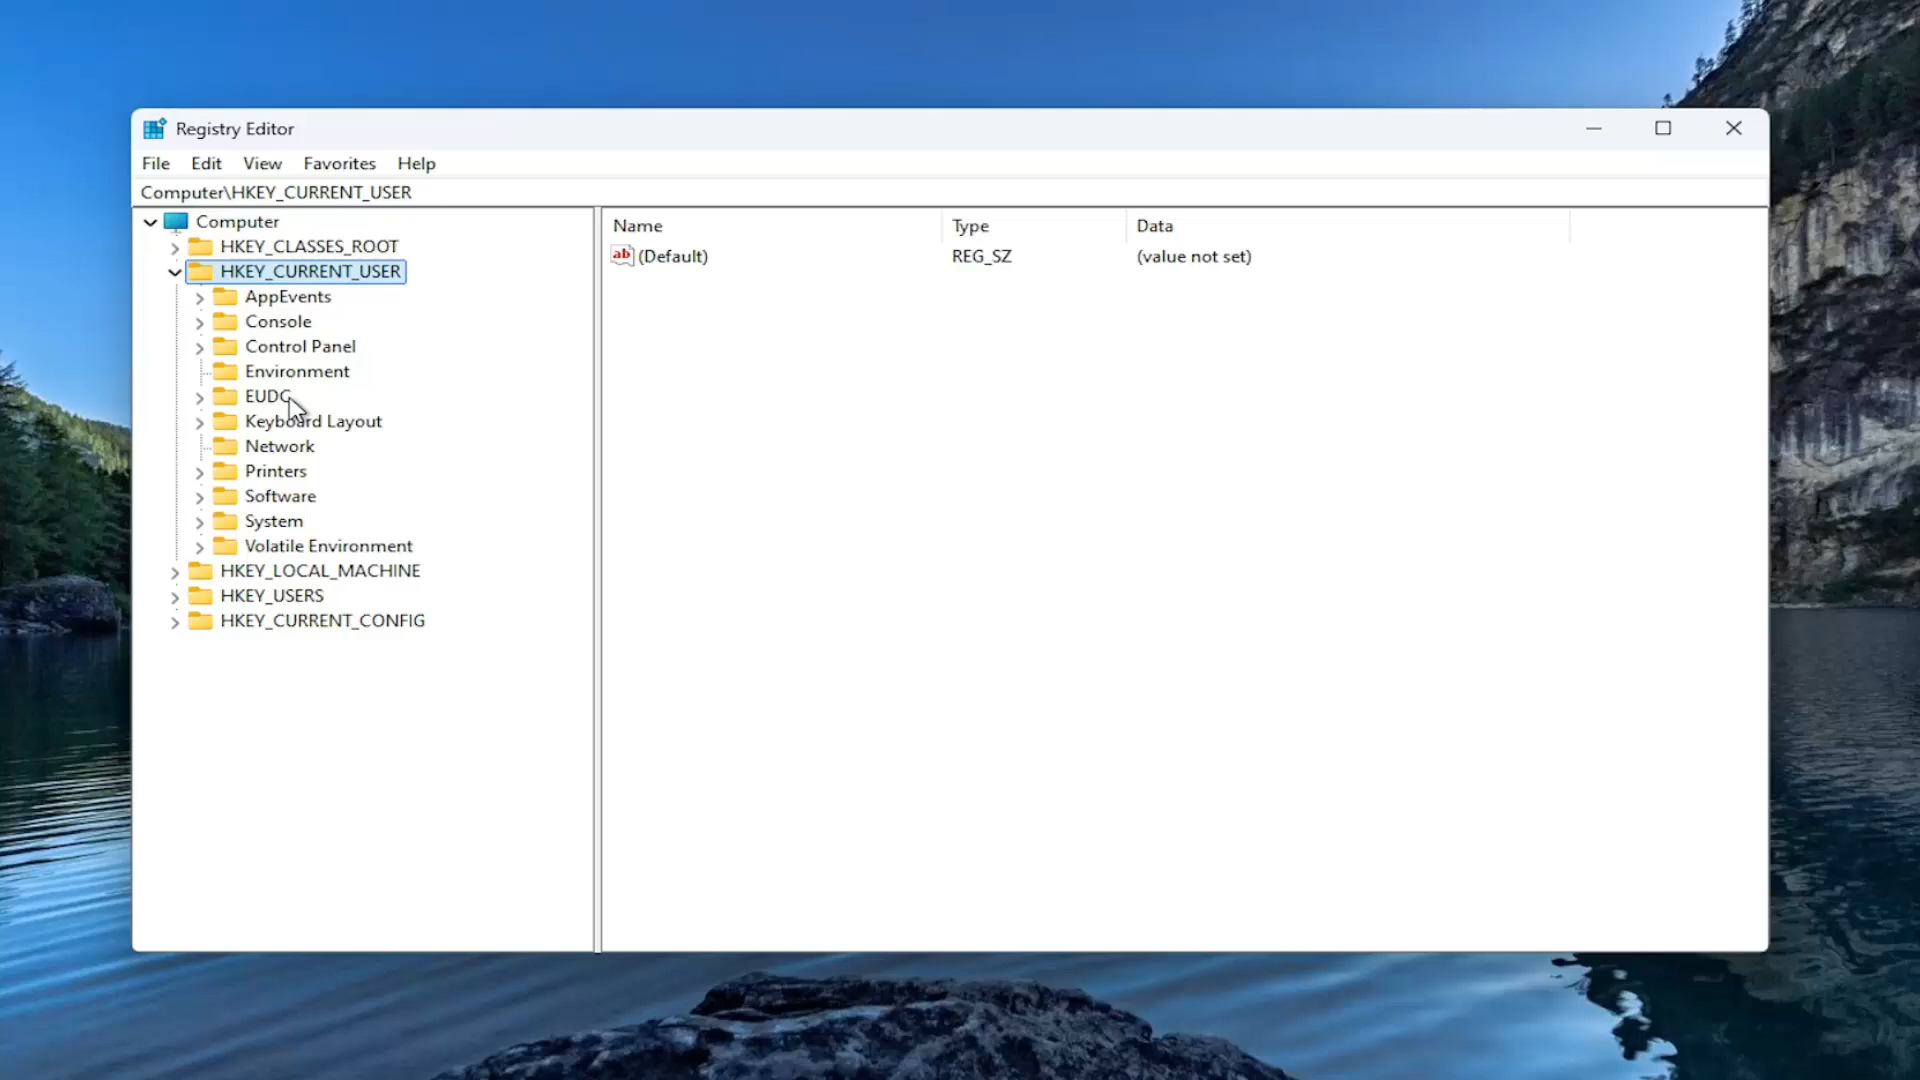 Registry Editor
File Edit View Favorites Help
Computer\HKEY_CURRENT_USER
Computer
HKEY_CLASSES_ROOT
HKEY_CURRENT_USER
AppEvents
Console
Control Panel
Environment
EUDC
Keyboard Layout
Network
Printers
Software
System
Volatile Environment
HKEY_LOCAL_MACHINE
HKEY_USERS
HKEY_CURRENT_CONFIG
Name Type Data
ab (Default) REG_SZ (value not set)